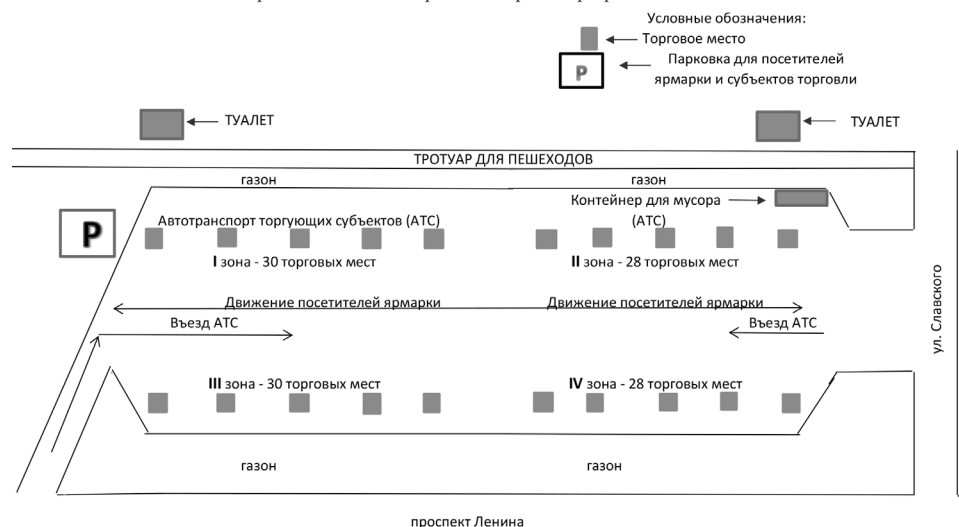 Условные обозначения:
Торговое место
P
Парковка для посетителей
ярмарки и субъектов торговли
ТУАЛЕТ
ТУАЛЕТ
ТРОТУАР ДЛЯ ПЕШЕХОДОВ
газон
газон
Контейнер для мусора
P
Автотранспорт торгующих субъектов (АТС)
(АТС)
I зона - 30 торговых мест
II зона - 28 торговых мест
Движение посетителей ярмарки
Движение посетителей ярмарки
Въезд АТС
Въезд АТС
ул. Славского
III зона - 30 торговых мест
IV зона - 28 торговых мест
газон
газон
проспект Ленина